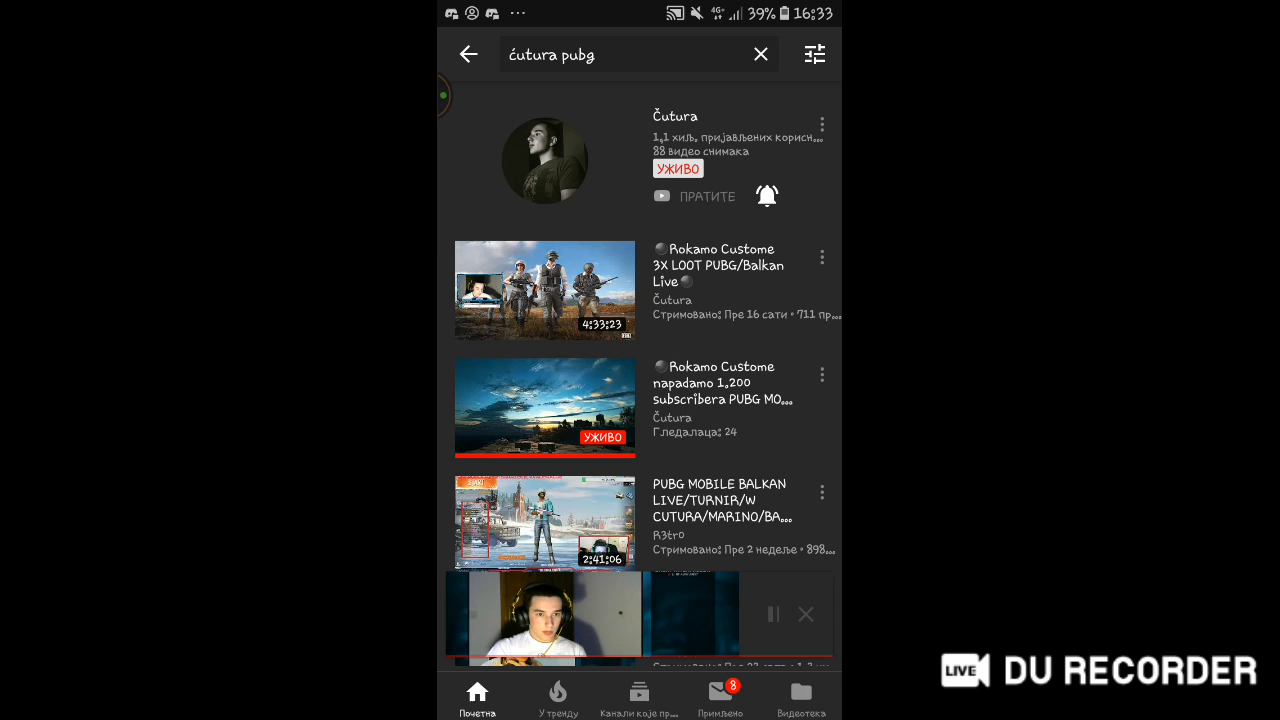 4G+ 39% 16:33
ćutura pubg
Čutura
1,1 хиљ. пријављених корисн...
88 видео снимака
УЖИВО
ПРАТИТЕ
Rokamo Custome
3X LOOT PUBG/Balkan
Live
Čutura
Стримовано: Пре 16 сати • 711 пр...
4:33:23
Rokamo Custome
napadamo 1,200
subscribera PUBG MO...
Čutura
Гледалаца: 24
УЖИВО
PUBG MOBILE BALKAN
LIVE/TURNIR/W
CUTURA/MARINO/BA...
R3tr0
Стримовано: Пре 2 недеље • 898...
2:41:06
LIVE DU RECORDER
8
Почетна
У тренду
Канали које пр...
Примљено
Видеотека